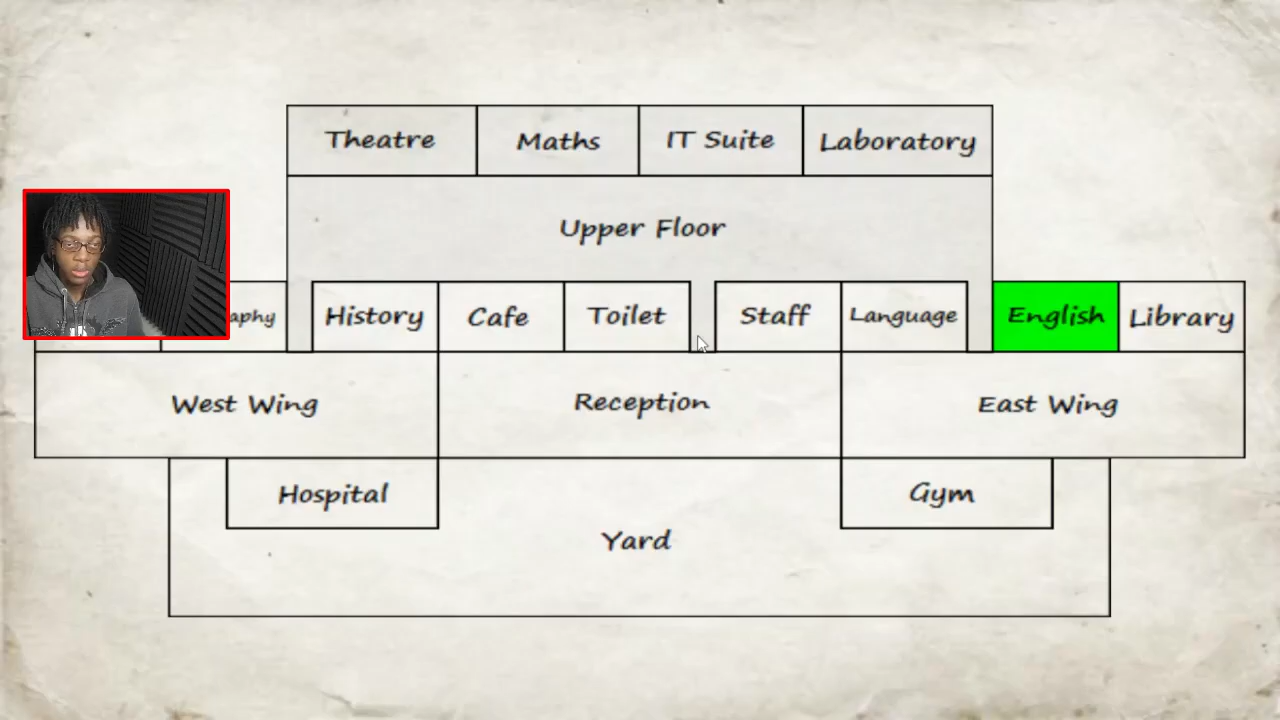 Theatre Maths IT Suite Laboratory
Upper Floor
History Cafe Toilet Staff Language English Library
West Wing Reception East Wing
Hospital Gym
Yard